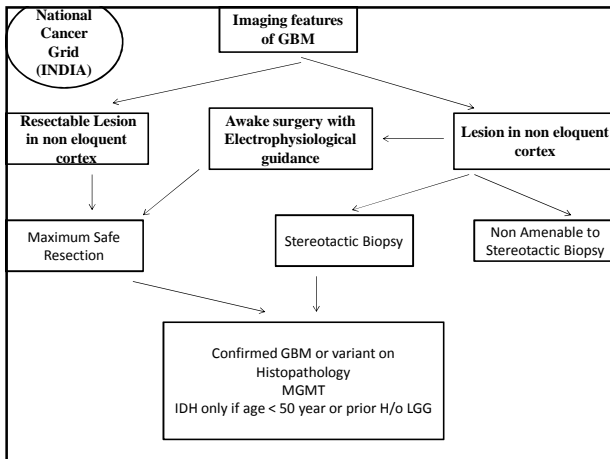 National
Cancer
Grid
(INDIA)
Imaging features
of GBM
Resectable Lesion
in non eloquent
cortex
Awake surgery with
Electrophysiological
guidance
Lesion in non eloquent
cortex
Maximum Safe
Resection
Stereotactic Biopsy
Non Amenable to
Stereotactic Biopsy
Confirmed GBM or variant on
Histopathology
MGMT
IDH only if age < 50 year or prior H/o LGG